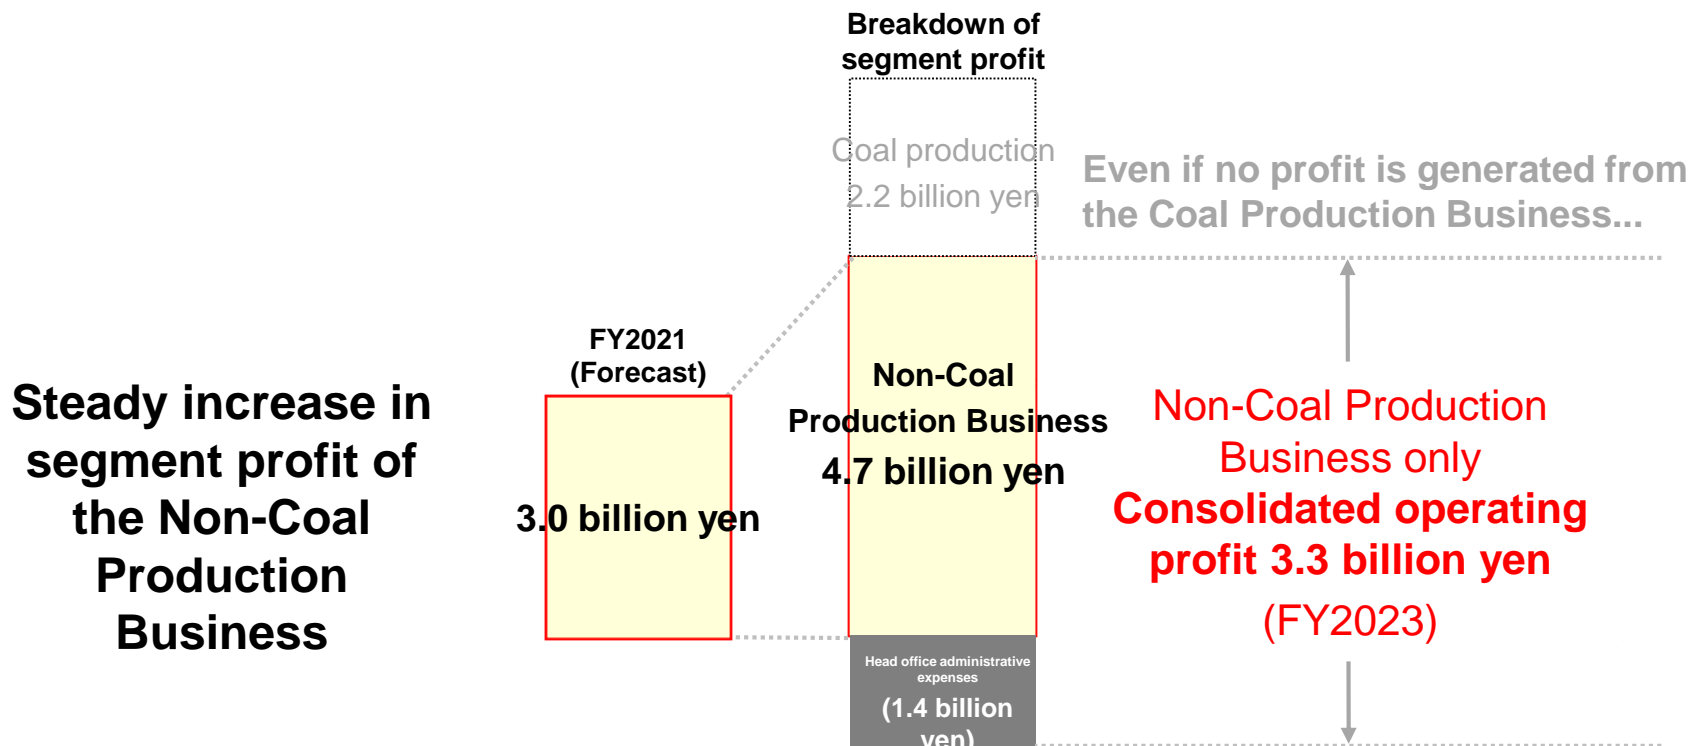 Breakdown of
segment profit
Coal production
2.2 billion yen
Even if no profit is generated from
the Coal Production Business...
FY2021
(Forecast)
3.0 billion yen
Steady increase in
segment profit of
the Non-Coal
Production
Business
Non-Coal
Production Business
4.7 billion yen
Non-Coal Production
Business only
Consolidated operating
profit 3.3 billion yen
(FY2023)
Head office administrative
expenses
(1.4 billion
yen)